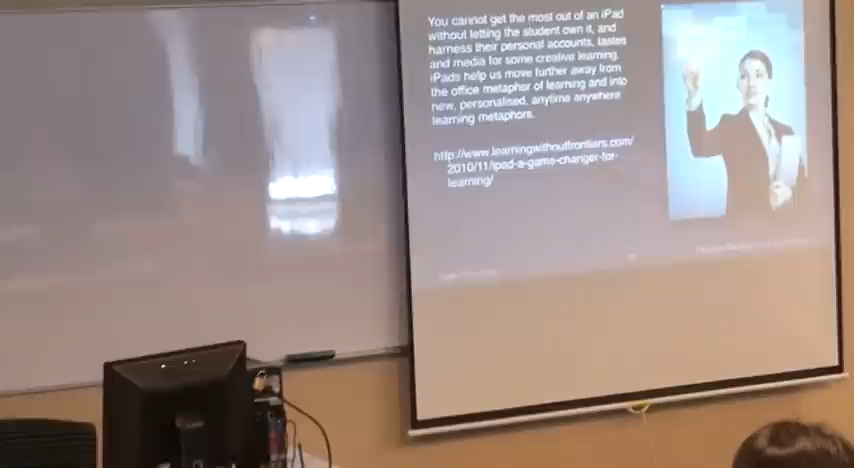 You cannot get the most out of an iPad
without letting the student own it, and
harness their personal accounts, tastes
and media for some creative learning.
iPads help us move further away from
the office metaphor of learning and into
new, personalised, anytime anywhere
learning metaphors.
http://www.learningwithoutfrontiers.com/
2010/11/ipad-a-game-changer-for-
learning/